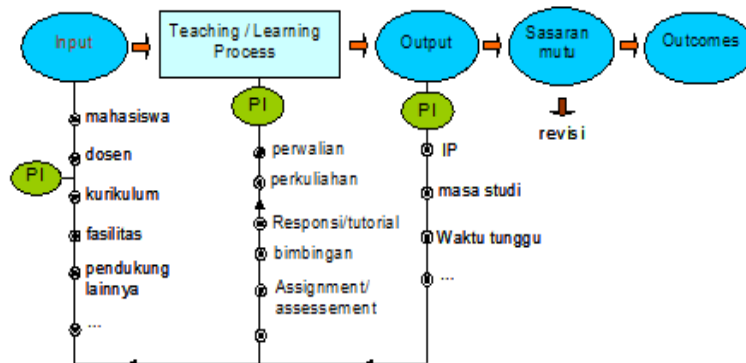 Input
Teaching / Learning
Process
Output
Sasaran
mutu
Outcomes
PI
mahasiswa
dosen
kurikulum
fasilitas
pendukung
lainnya
...
PI
perwalian
perkuliahan
Responsi/tutorial
bimbingan
Assignment/
assessement
PI
IP
masa studi
Waktu tunggu
...
revisi